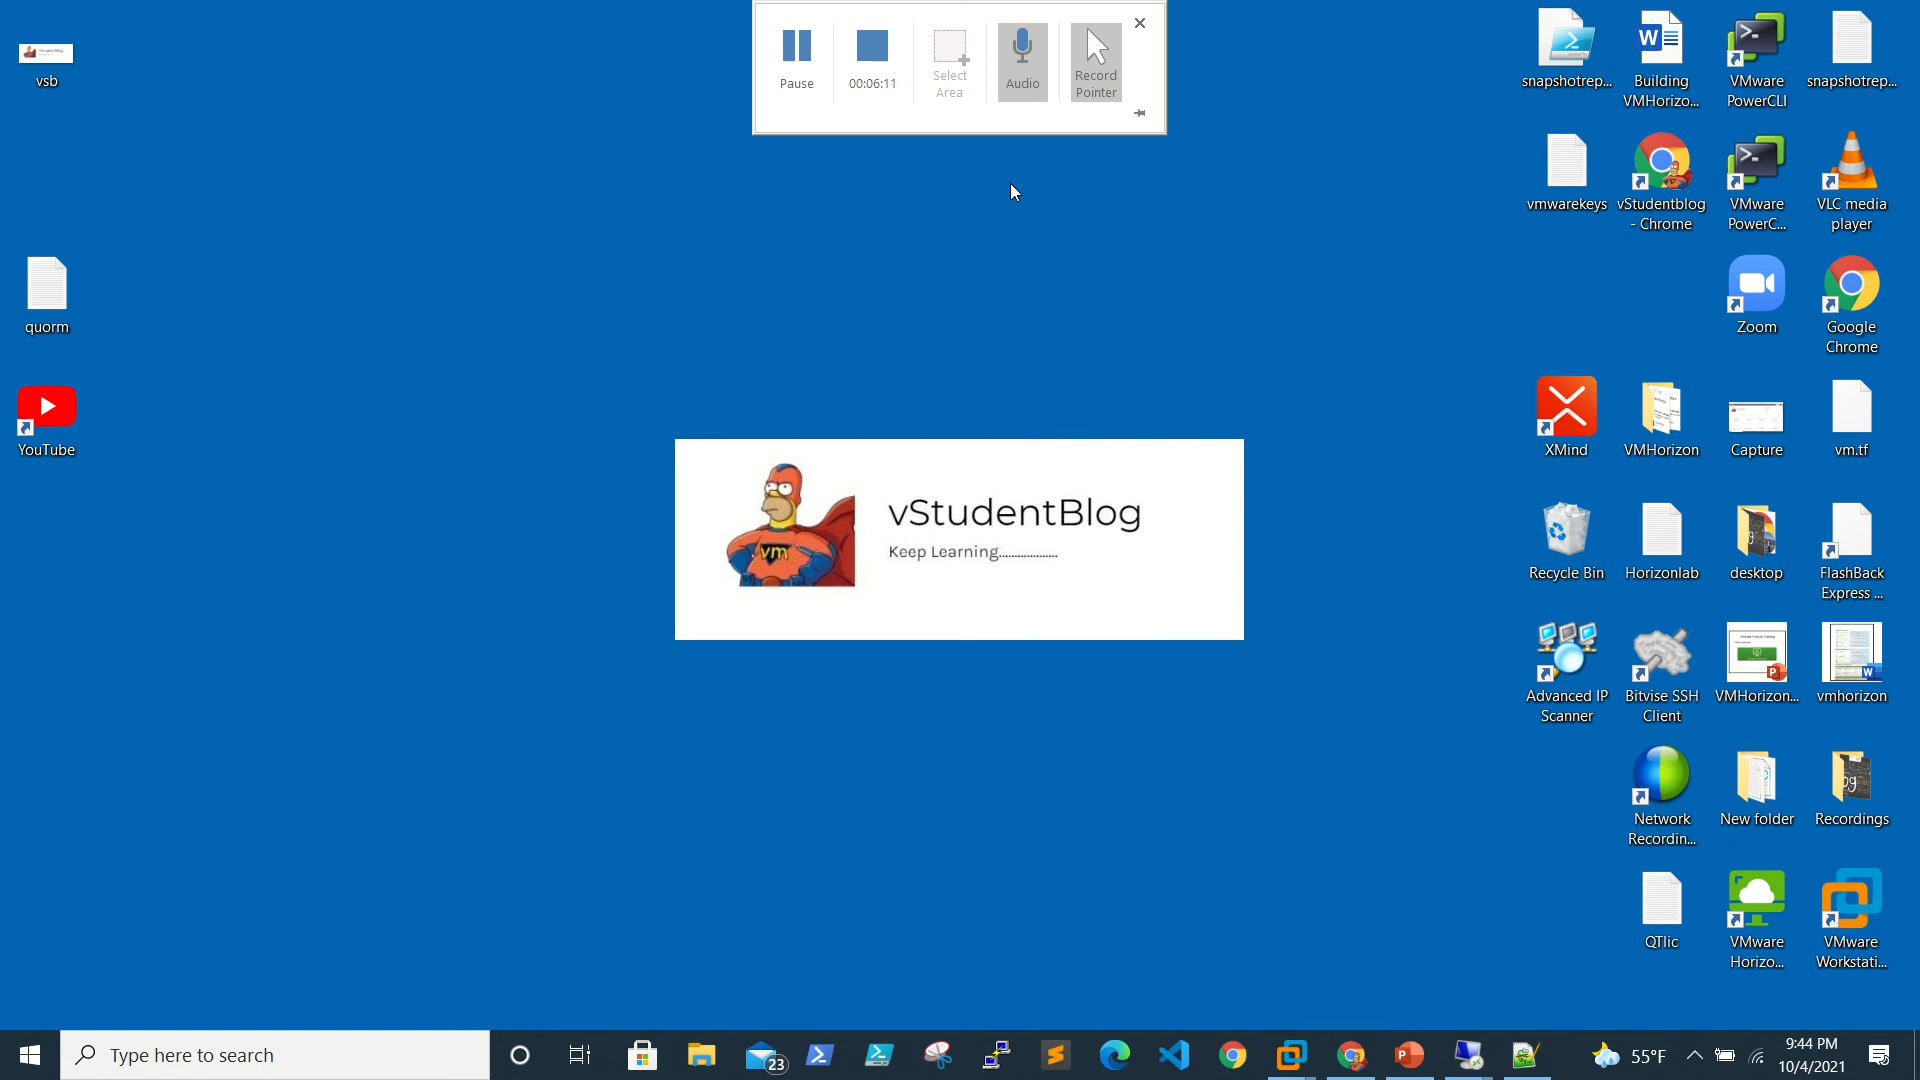 vsb
quorm
YouTube
Pause
00:06:11
Select
Area
Audio
Record
Pointer
vm
vStudentBlog
Keep Learning...................
snapshotrep...
Building
VMHorizo...
VMware
PowerCLI
snapshotrep...
vmwarekeys
vStudentblog
- Chrome
VMware
PowerC...
VLC media
player
Zoom
Google
Chrome
XMind
VMHorizon
Capture
vm.tf
Recycle Bin
Horizonlab
desktop
FlashBack
Express ...
Advanced IP
Scanner
Bitvise SSH
Client
VMHorizon...
vmhorizon
Network
Recordin...
New folder
Recordings
QTlic
VMware
Horizo...
VMware
Workstati...
Type here to search
23
55°F
9:44 PM
10/4/2021